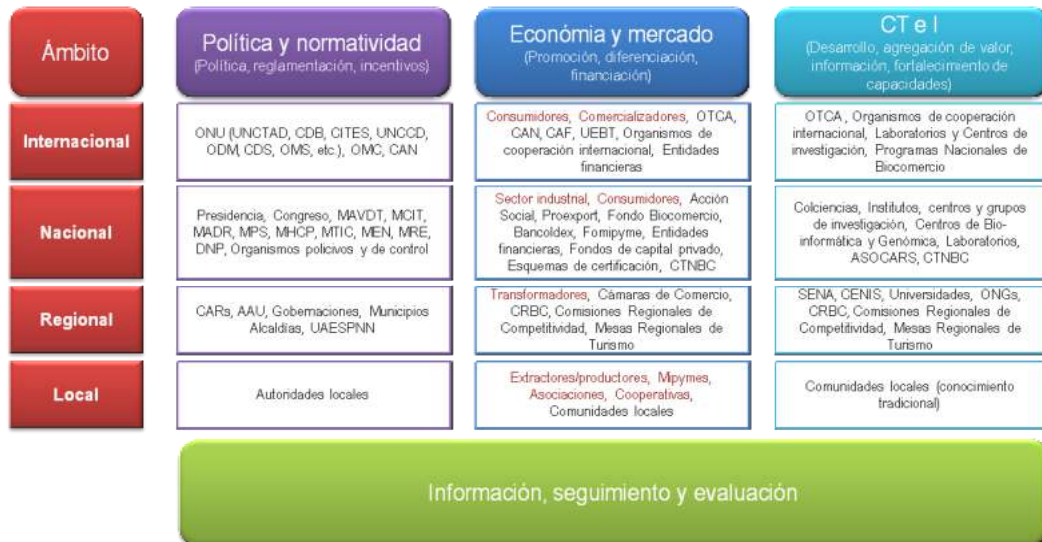 Ámbito
Política y normatividad
(Política, reglamentación, incentivos)
Económia y mercado
(Promoción, diferenciación,
financiación)
CT e I
(Desarrollo, agregación de valor,
información, fortalecimiento de
capacidades)
Internacional
ONU (UNCTAD, CDB, CITES, UNCCD,
ODM, CDS, OMS, etc.), OMC, CAN
Consumidores, Comercializadores, OTCA,
CAN, CAF, UEBT, Organismos de
cooperación internacional, Entidades
financieras
OTCA, Organismos de cooperación
internacional, Laboratorios y Centros de
investigación, Programas Nacionales de
Biocomercio
Nacional
Presidencia, Congreso, MAVDT, MCIT,
MADR, MPS, MHCP, MTIC, MEN, MRE,
DNP, Organismos policivos y de control
Sector industrial, Consumidores, Acción
Social, Proexport, Fondo Biocomercio,
Bancoldex, Fomipyme, Entidades
financieras, Fondos de capital privado,
Esquemas de certificación, CTNBC
Colciencias, Institutos, centros y grupos
de investigación, Centros de Bio-
informática y Genómica, Laboratorios,
ASOCARS, CTNBC
Regional
CARs, AAU, Gobernaciones, Municipios
Alcaldías, UAESPNN
Transformadores, Cámaras de Comercio,
CRBC, Comisiones Regionales de
Competitividad, Mesas Regionales de
Turismo
SENA, CENIS, Universidades, ONGs,
CRBC, Comisiones Regionales de
Competitividad, Mesas Regionales de
Turismo
Local
Autoridades locales
Extractores/productores, Mipymes,
Asociaciones, Cooperativas,
Comunidades locales
Comunidades locales (conocimiento
tradicional)
Información, seguimiento y evaluación